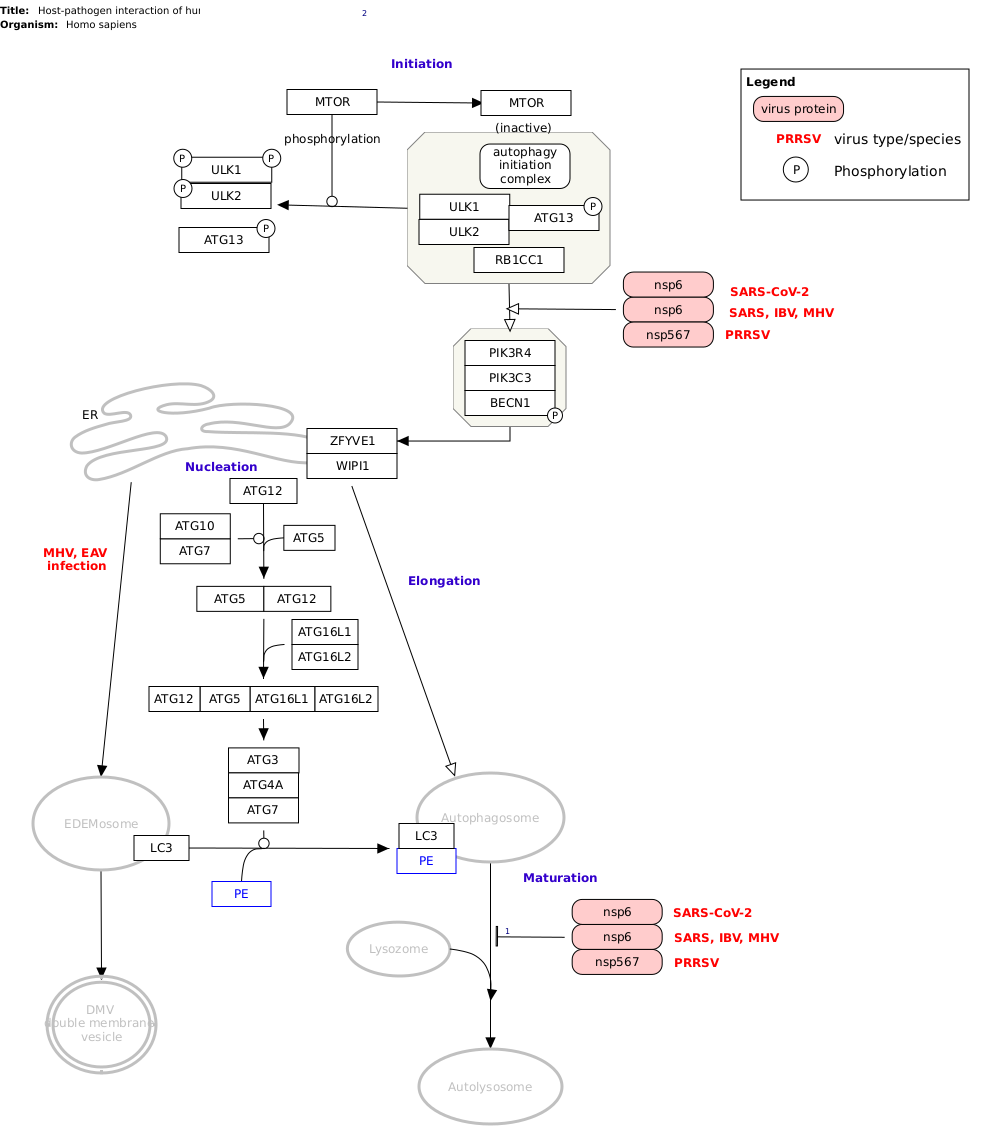 Title: Host-pathogen interaction of hu
2
Organism: Homo sapiens
Initiation
Legend
virus protein
PRRSV virus type/species
P Phosphorylation
MTOR
MTOR
(inactive)
phosphorylation
autophagy
initiation
complex
P
P
ULK1
P
ULK2
P
ATG13
ULK1
P
ATG13
ULK2
RB1CC1
nsp6 SARS-CoV-2
nsp6 SARS, IBV, MHV
nsp567 PRRSV
PIK3R4
PIK3C3
BECN1
P
ER
ZFYVE1
WIPI1
Nucleation
ATG12
ATG10
ATG7
ATG5
MHV, EAV
infection
Elongation
ATG5 ATG12
ATG16L1
ATG16L2
ATG12 ATG5 ATG16L1 ATG16L2
ATG3
ATG4A
ATG7
EDEMosome
Autophagosome
LC3
LC3
PE
PE
Maturation
nsp6 SARS-CoV-2
1
nsp6 SARS, IBV, MHV
nsp567 PRRSV
Lysozome
DMV
double membrane
vesicle
Autolysosome